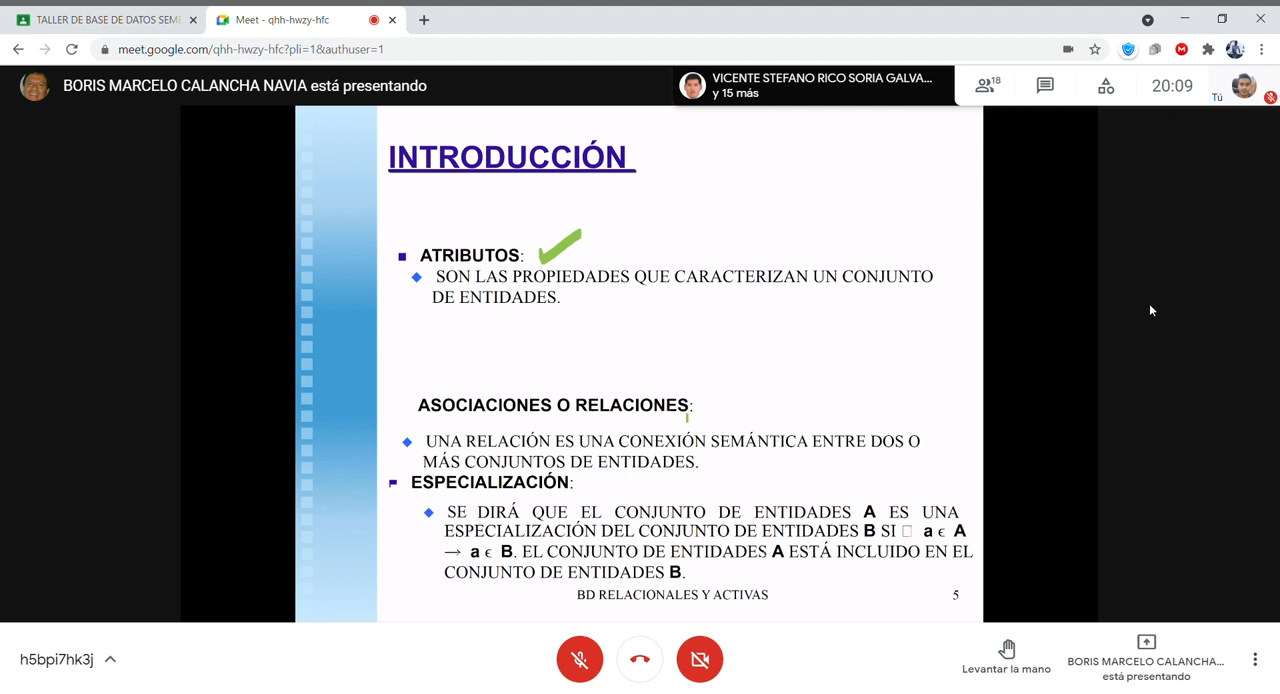 TALLER DE BASE DE DATOS SEM
Meet - qhh-hwzy-hfc
meet.google.com/qhh-hwzy-hfc?pli=1&authuser=1
BORIS MARCELO CALANCHA NAVIA está presentando
VICENTE STEFANO RICO SORIA GALVA...
y 15 más
18
20:09
Tú
INTRODUCCIÓN
ATRIBUTOS:
SON LAS PROPIEDADES QUE CARACTERIZAN UN CONJUNTO
DE ENTIDADES.
ASOCIACIONES O RELACIONES:
UNA RELACIÓN ES UNA CONEXIÓN SEMÁNTICA ENTRE DOS O
MÁS CONJUNTOS DE ENTIDADES.
ESPECIALIZACIÓN:
SE DIRÁ QUE EL CONJUNTO DE ENTIDADES A ES UNA
ESPECIALIZACIÓN DEL CONJUNTO DE ENTIDADES B SI □ a є A
→ a є B. EL CONJUNTO DE ENTIDADES A ESTÁ INCLUIDO EN EL
CONJUNTO DE ENTIDADES B.
BD RELACIONALES Y ACTIVAS 5
h5bpi7hk3j
Levantar la mano
BORIS MARCELO CALANCHA...
está presentando